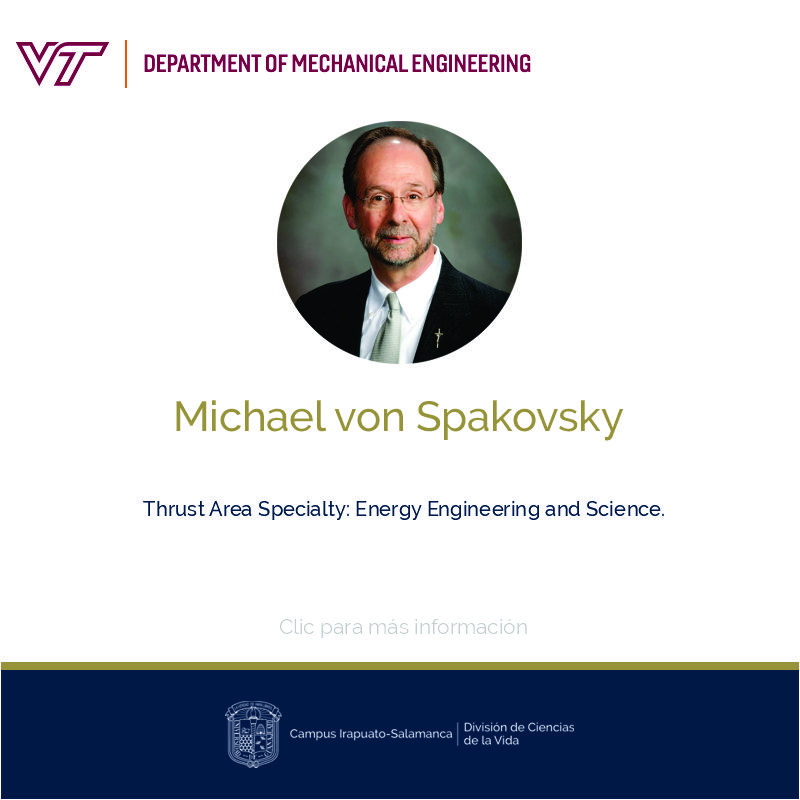 VT
DEPARTMENT OF MECHANICAL ENGINEERING
Michael von Spakovsky
Thrust Area Specialty: Energy Engineering and Science.
Clic para más información
Campus Irapuato-Salamanca
División de Ciencias
de la Vida